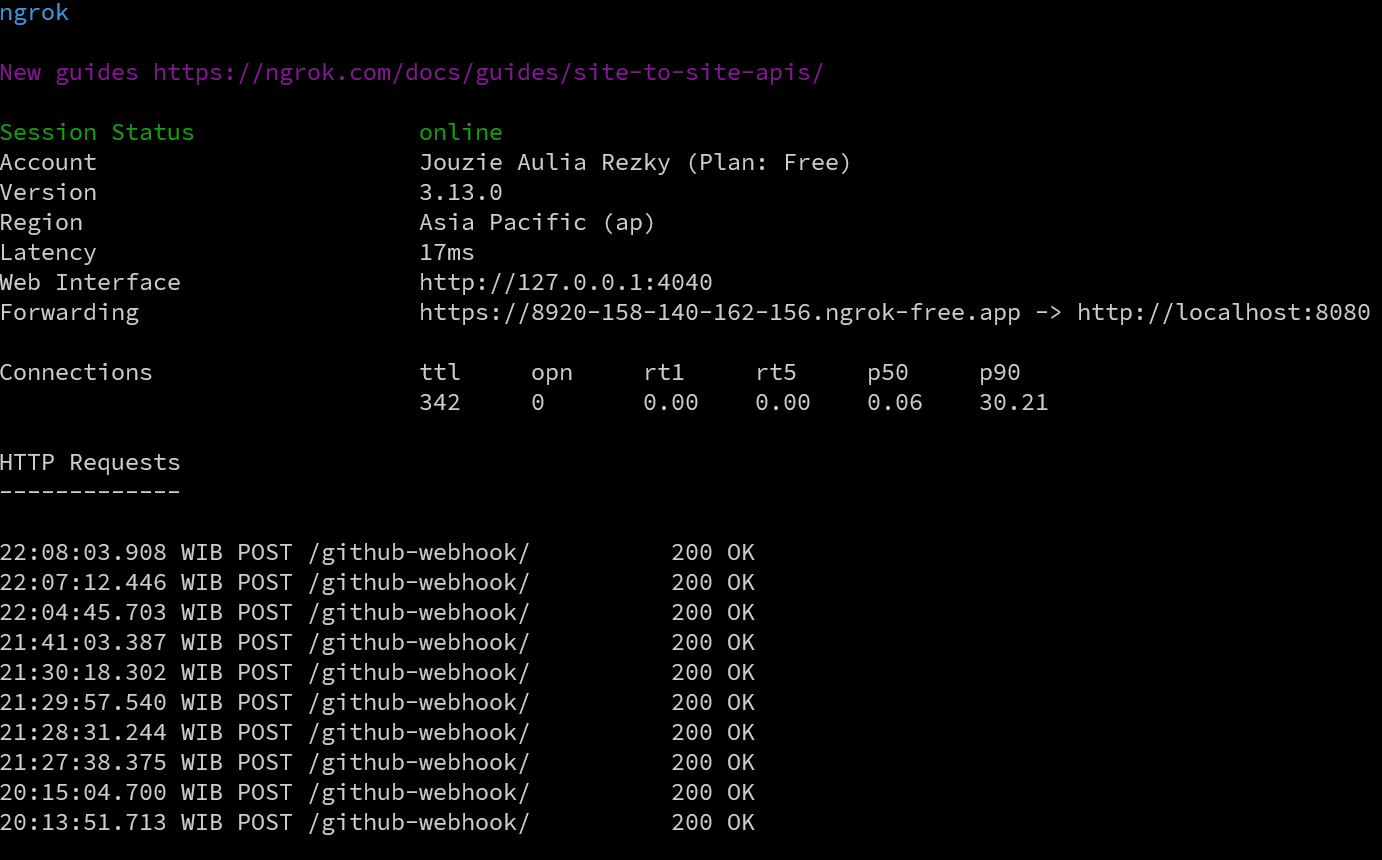 ngrok
New guides https://ngrok.com/docs/guides/site-to-site-apis/
Session Status online
Account Jouzie Aulia Rezky (Plan: Free)
Version 3.13.0
Region Asia Pacific (ap)
Latency 17ms
Web Interface http://127.0.0.1:4040
Forwarding https://8920-158-140-162-156.ngrok-free.app -> http://localhost:8080
Connections ttl opn rt1 rt5 p50 p90
342 0 0.00 0.00 0.06 30.21
HTTP Requests
-------------
22:08:03.908 WIB POST /github-webhook/ 200 OK
22:07:12.446 WIB POST /github-webhook/ 200 OK
22:04:45.703 WIB POST /github-webhook/ 200 OK
21:41:03.387 WIB POST /github-webhook/ 200 OK
21:30:18.302 WIB POST /github-webhook/ 200 OK
21:29:57.540 WIB POST /github-webhook/ 200 OK
21:28:31.244 WIB POST /github-webhook/ 200 OK
21:27:38.375 WIB POST /github-webhook/ 200 OK
20:15:04.700 WIB POST /github-webhook/ 200 OK
20:13:51.713 WIB POST /github-webhook/ 200 OK